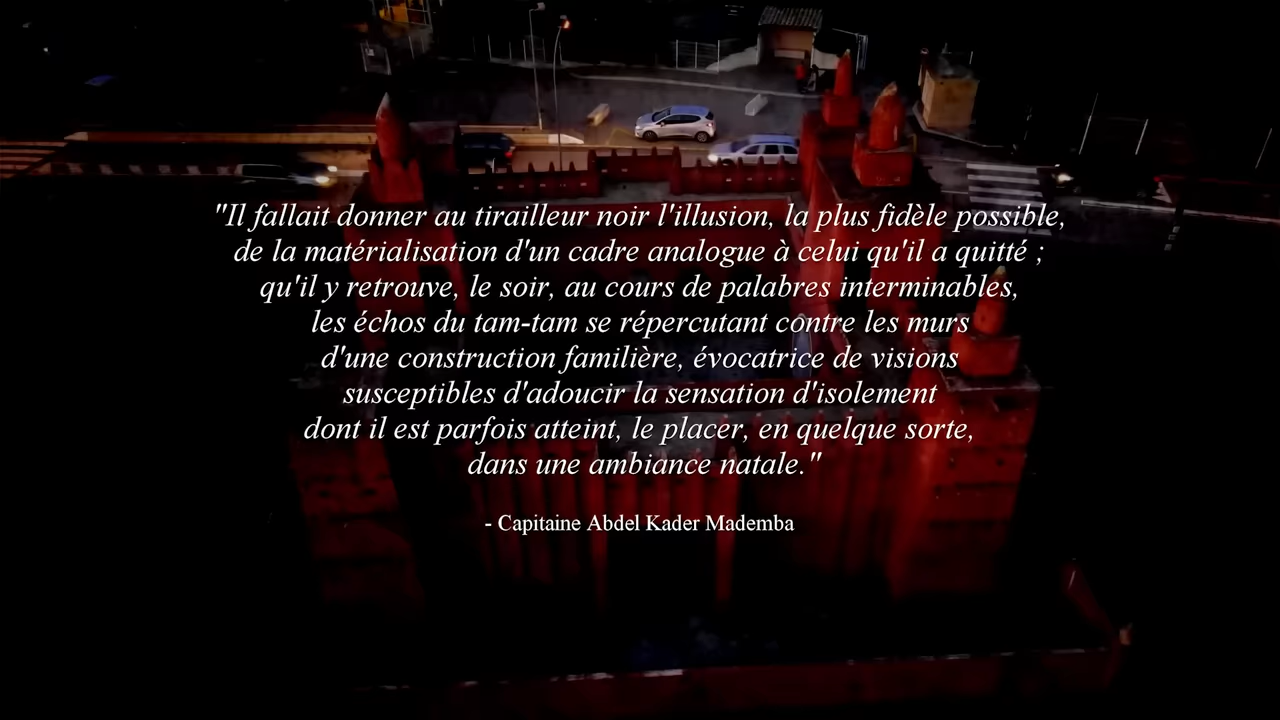 "Il fallait donner au tirailleur noir l'illusion, la plus fidèle possible,
de la matérialisation d'un cadre analogue à celui qu'il a quitté ;
qu'il y retrouve, le soir, au cours de palabres interminables,
les échos du tam-tam se répercutant contre les murs
d'une construction familière, évocatrice de visions
susceptibles d'adoucir la sensation d'isolement
dont il est parfois atteint, le placer, en quelque sorte,
dans une ambiance natale."
- Capitaine Abdel Kader Mademba